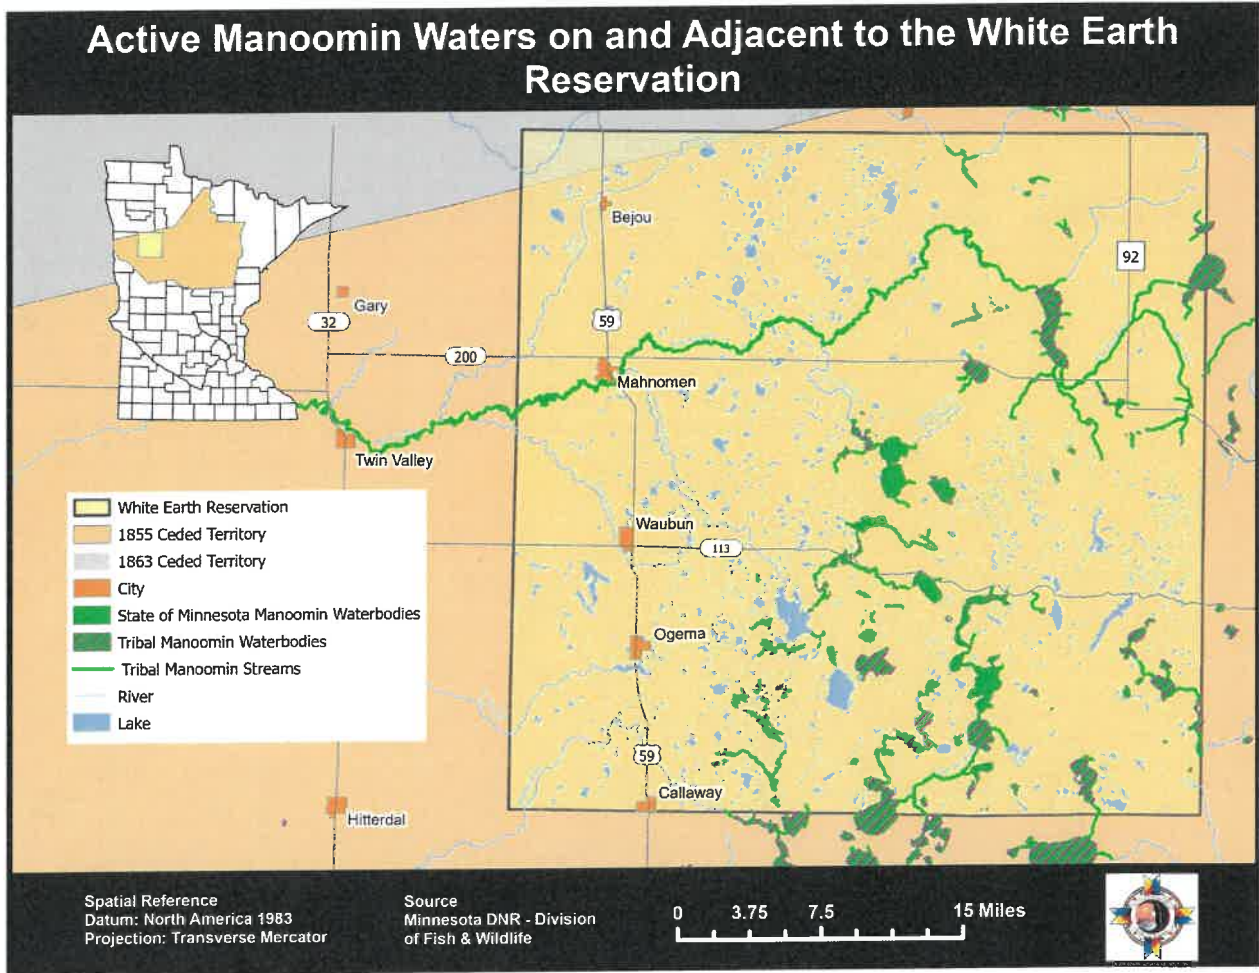 Active Manoomin Waters on and Adjacent to the White Earth
Reservation
Bejou
92
Gary
32
59
200
Mahnomen
Twin Valley
White Earth Reservation
1855 Ceded Territory
1863 Ceded Territory
City
State of Minnesota Manoomin Waterbodies
Tribal Manoomin Waterbodies
Tribal Manoomin Streams
River
Lake
Waubun
113
Ogema
59
Callaway
Hitterdal
Spatial Reference
Datum: North America 1983
Projection: Transverse Mercator
Source
Minnesota DNR - Division
of Fish & Wildlife
0 3.75 7.5 15 Miles